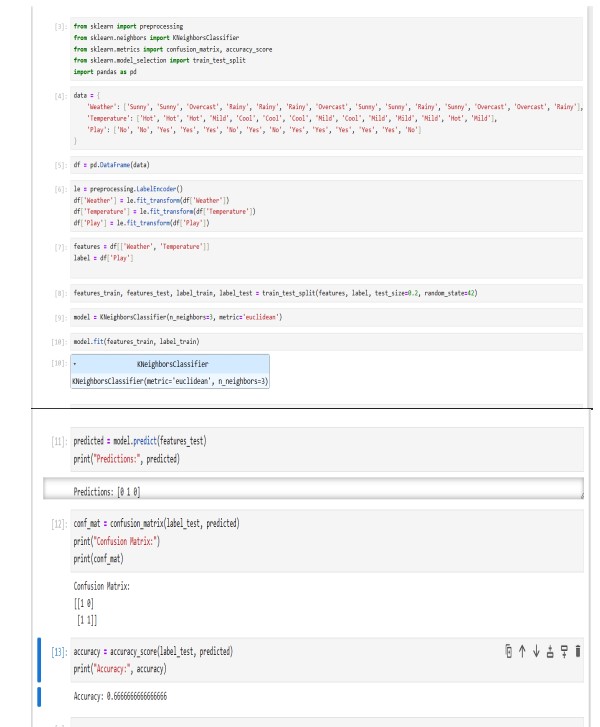 [3]: from sklearn import preprocessing
from sklearn.neighbors import KNeighborsClassifier
from sklearn.metrics import confusion_matrix, accuracy_score
from sklearn.model_selection import train_test_split
import pandas as pd
[4]: data = {
'Weather': ['Sunny', 'Sunny', 'Overcast', 'Rainy', 'Rainy', 'Rainy', 'Overcast', 'Sunny', 'Sunny', 'Rainy', 'Sunny', 'Overcast', 'Overcast', 'Rainy'],
'Temperature': ['Hot', 'Hot', 'Hot', 'Mild', 'Cool', 'Cool', 'Cool', 'Mild', 'Cool', 'Mild', 'Mild', 'Mild', 'Hot', 'Mild'],
'Play': ['No', 'No', 'Yes', 'Yes', 'Yes', 'No', 'Yes', 'No', 'Yes', 'Yes', 'Yes', 'Yes', 'Yes', 'No']
}
[5]: df = pd.DataFrame(data)
[6]: le = preprocessing.LabelEncoder()
df['Weather'] = le.fit_transform(df['Weather'])
df['Temperature'] = le.fit_transform(df['Temperature'])
df['Play'] = le.fit_transform(df['Play'])
[7]: features = df[['Weather', 'Temperature']]
label = df['Play']
[8]: features_train, features_test, label_train, label_test = train_test_split(features, label, test_size=0.2, random_state=42)
[9]: model = KNeighborsClassifier(n_neighbors=3, metric='euclidean')
[10]: model.fit(features_train, label_train)
[10]: KNeighborsClassifier
KNeighborsClassifier(metric='euclidean', n_neighbors=3)
[11]: predicted = model.predict(features_test)
print("Predictions:", predicted)
Predictions: [0 1 0]
[12]: conf_mat = confusion_matrix(label_test, predicted)
print("Confusion Matrix:")
print(conf_mat)
Confusion Matrix:
[[1 0]
[1 1]]
[13]: accuracy = accuracy_score(label_test, predicted)
print("Accuracy:", accuracy)
Accuracy: 0.6666666666666666